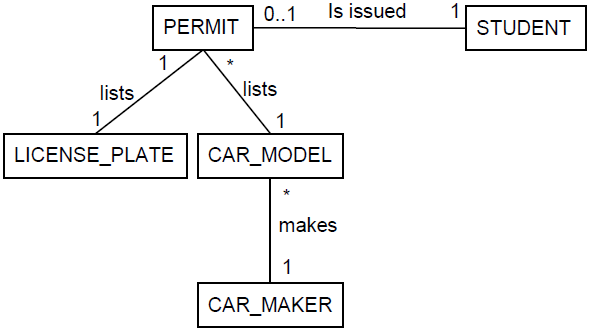 PERMIT 0..1 Is issued 1 STUDENT
1 *
lists lists
1 1
LICENSE_PLATE CAR_MODEL
*
makes
1
CAR_MAKER